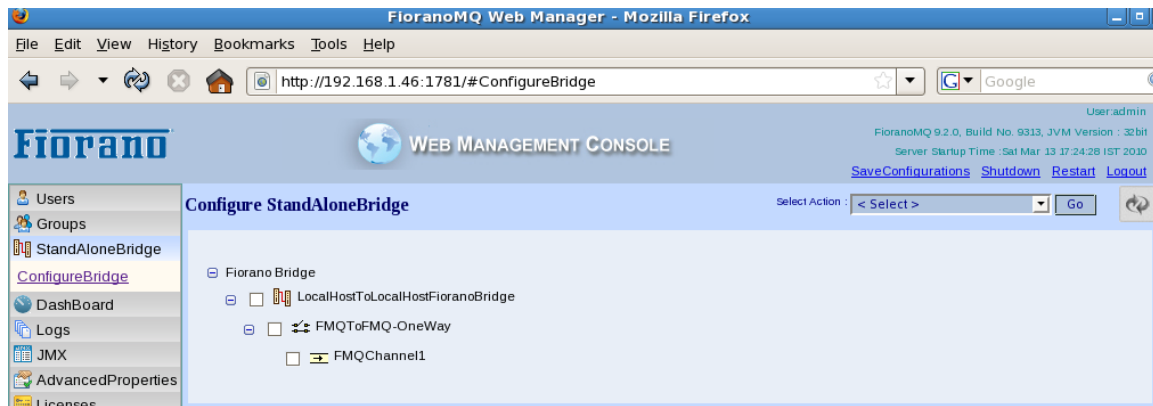 FioranoMQ Web Manager - Mozilla Firefox
File Edit View History Bookmarks Tools Help
http://192.168.1.46:1781/#ConfigureBridge
G Google
User:admin
Fiorano
WEB MANAGEMENT CONSOLE
FioranoMQ 9.2.0, Build No. 9313, JVM Version : 32bit
Server Startup Time :Sat Mar 13 17:24:28 IST 2010
SaveConfigurations Shutdown Restart Logout
Users
Groups
StandAloneBridge
ConfigureBridge
DashBoard
Logs
JMX
AdvancedProperties
Licenses
Configure StandAloneBridge
Select Action : < Select > Go
Fiorano Bridge
LocalHostToLocalHostFioranoBridge
FMQToFMQ-OneWay
FMQChannel1